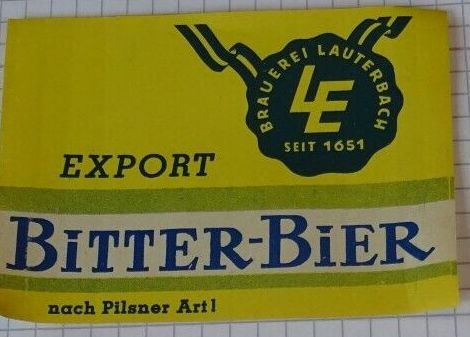 BRAUEREI LAUTERBACH
LE
SEIT 1651
EXPORT
BITTER-BIER
nach Pilsner Art!